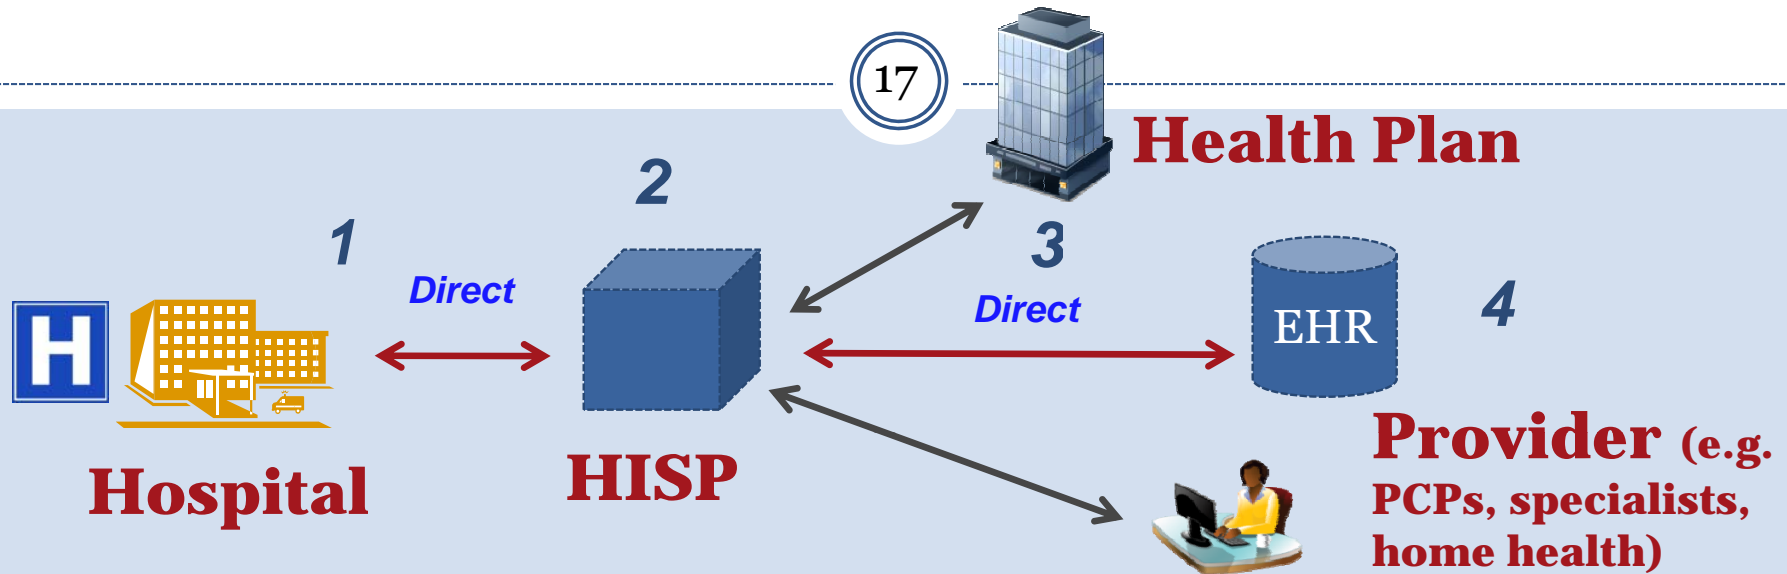 17
Health Plan
2
1
3
Direct
Direct
4
H
EHR
Hospital
HISP
Provider (e.g.
PCPs, specialists,
home health)